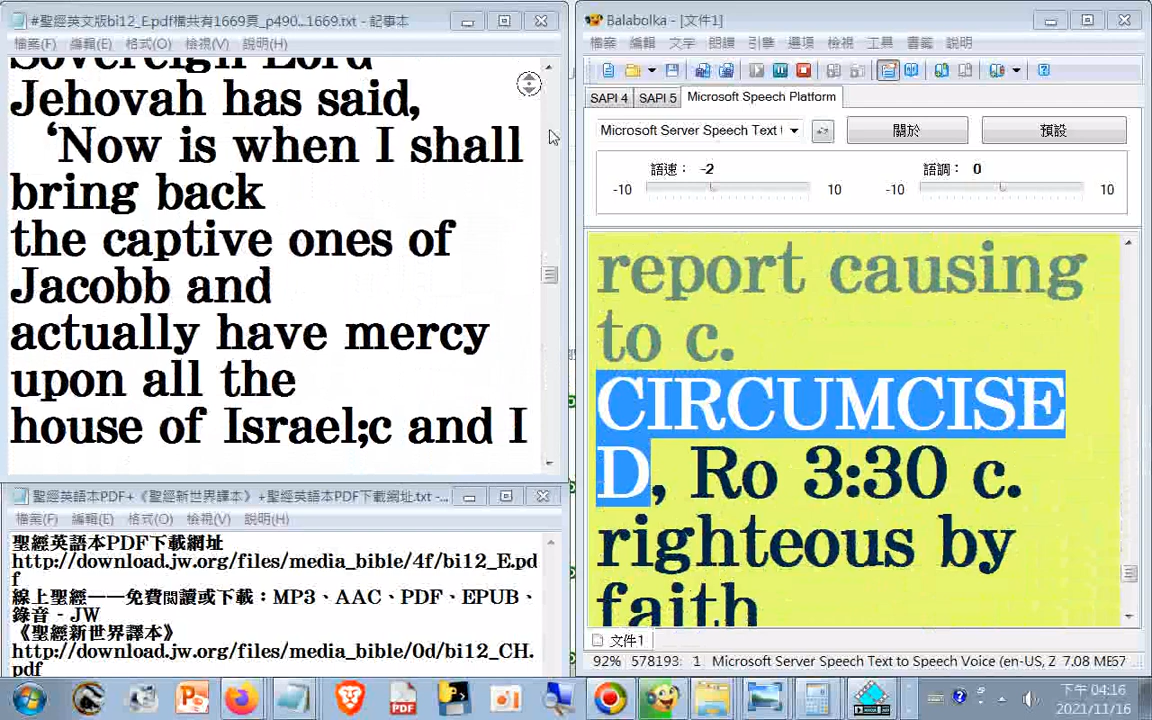 #聖經英文版bi12_E.pdf檔共有1669頁_p490...1669.txt - 記事本
檔案(F) 編輯(E) 格式(O) 檢視(V) 說明(H)
Sovereign Lord
Jehovah has said,
‘Now is when I shall
bring back
the captive ones of
Jacobb and
actually have mercy
upon all the
house of Israel;c and I
聖經英語本PDF+《聖經新世界譯本》+聖經英語本PDF下載網址.txt -...
檔案(F) 編輯(E) 格式(O) 檢視(V) 說明(H)
聖經英語本PDF下載網址
http://download.jw.org/files/media_bible/4f/bi12_E.pd
f
線上聖經——免費閱讀或下載：MP3、AAC、PDF、EPUB、
錄音 - JW
《聖經新世界譯本》
http://download.jw.org/files/media_bible/0d/bi12_CH.
pdf
Balabolka - [文件1]
檔案 編輯 文字 朗讀 引擎 選項 檢視 工具 書籤 說明
SAPI 4 SAPI 5 Microsoft Speech Platform
Microsoft Server Speech Text 關於 預設
語速： -2 語調： 0
-10 10 -10 10
report causing
to c.
CIRCUMCISE
D, Ro 3:30 c.
righteous by
faith
文件1
92% 578193: 1 Microsoft Server Speech Text to Speech Voice (en-US, Z 7.08 ME57
PDF
下午 04:16
2021/11/16